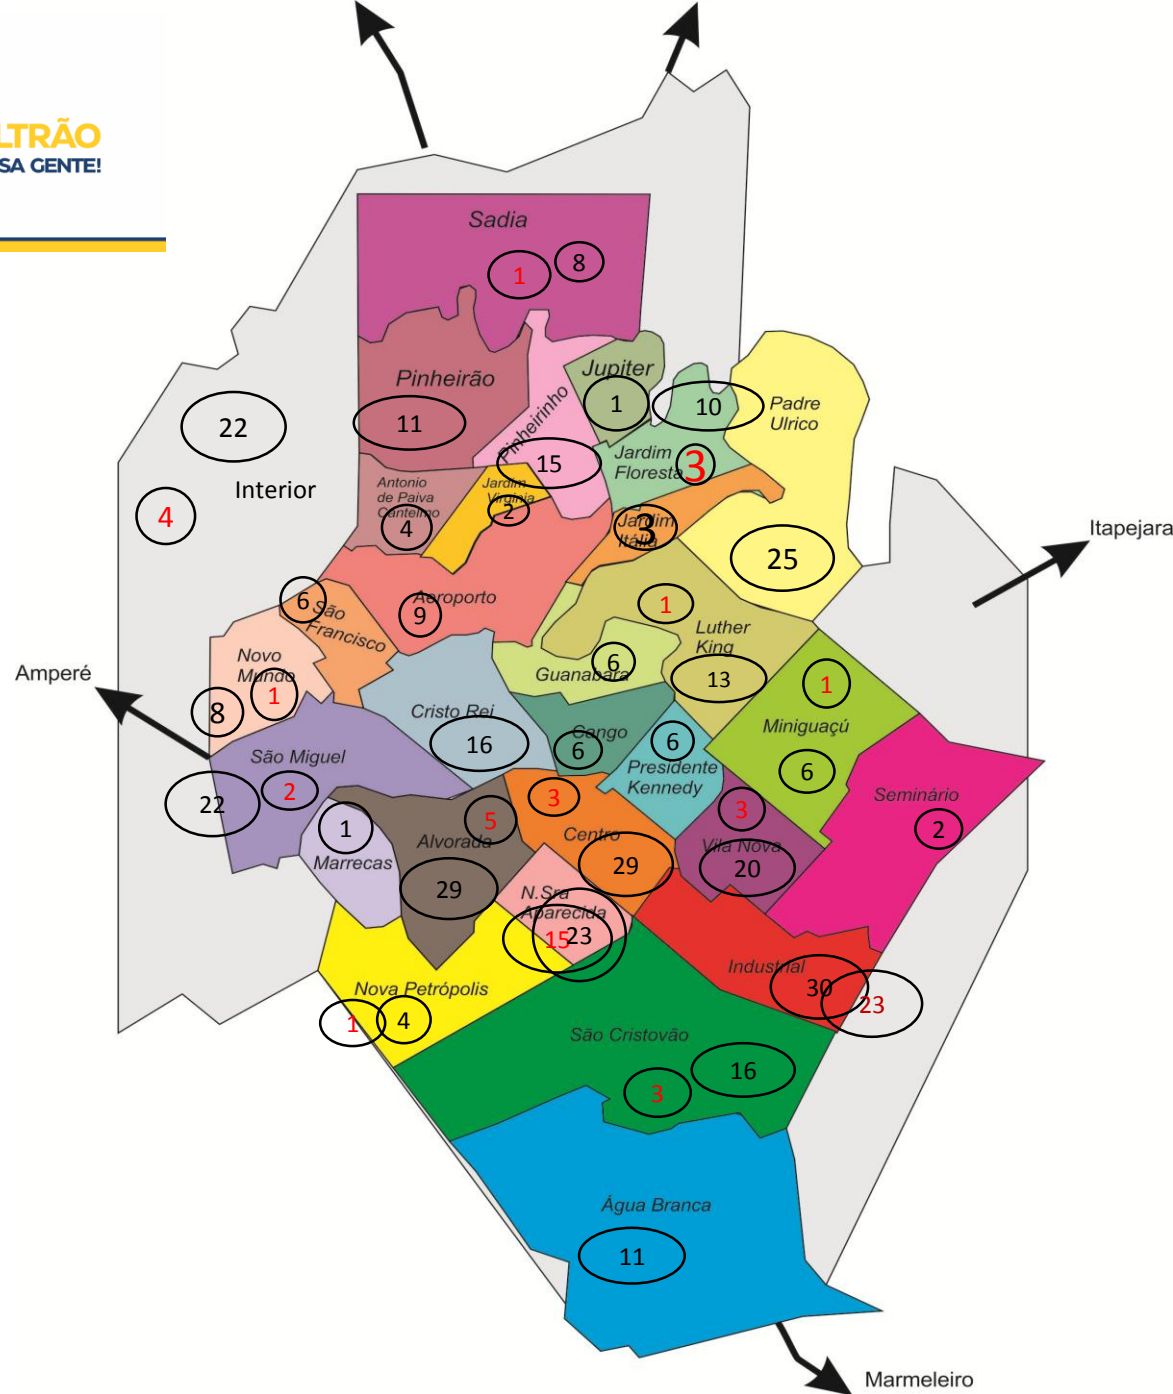 LTRÃO
SA GENTE!
Sadia
1
8
Pinheirão
11
Pinheirinho
15
Jupiter
1
10
Padre
Ulrico
22
Interior
4
Antonio
de Paiva
Cantelmo
4
Jardim
Virginia
2
Jardim
Floresta
3
Jardim
Itália
3
25
Itapejara
6
São
Francisco
Aeroporto
9
1
Luther
King
13
Guanabara
6
Novo
Mundo
1
8
Amperé
Cristo Rei
16
Cango
6
6
Presidente
Kennedy
1
Miniguaçú
6
São Miguel
2
22
1
Marrecas
5
Alvorada
29
3
Centro
29
3
Vila Nova
20
Seminário
2
N.Sra
Aparecida
15
23
Industrial
30
23
Nova Petrópolis
1
4
São Cristovão
16
3
Água Branca
11
Marmeleiro